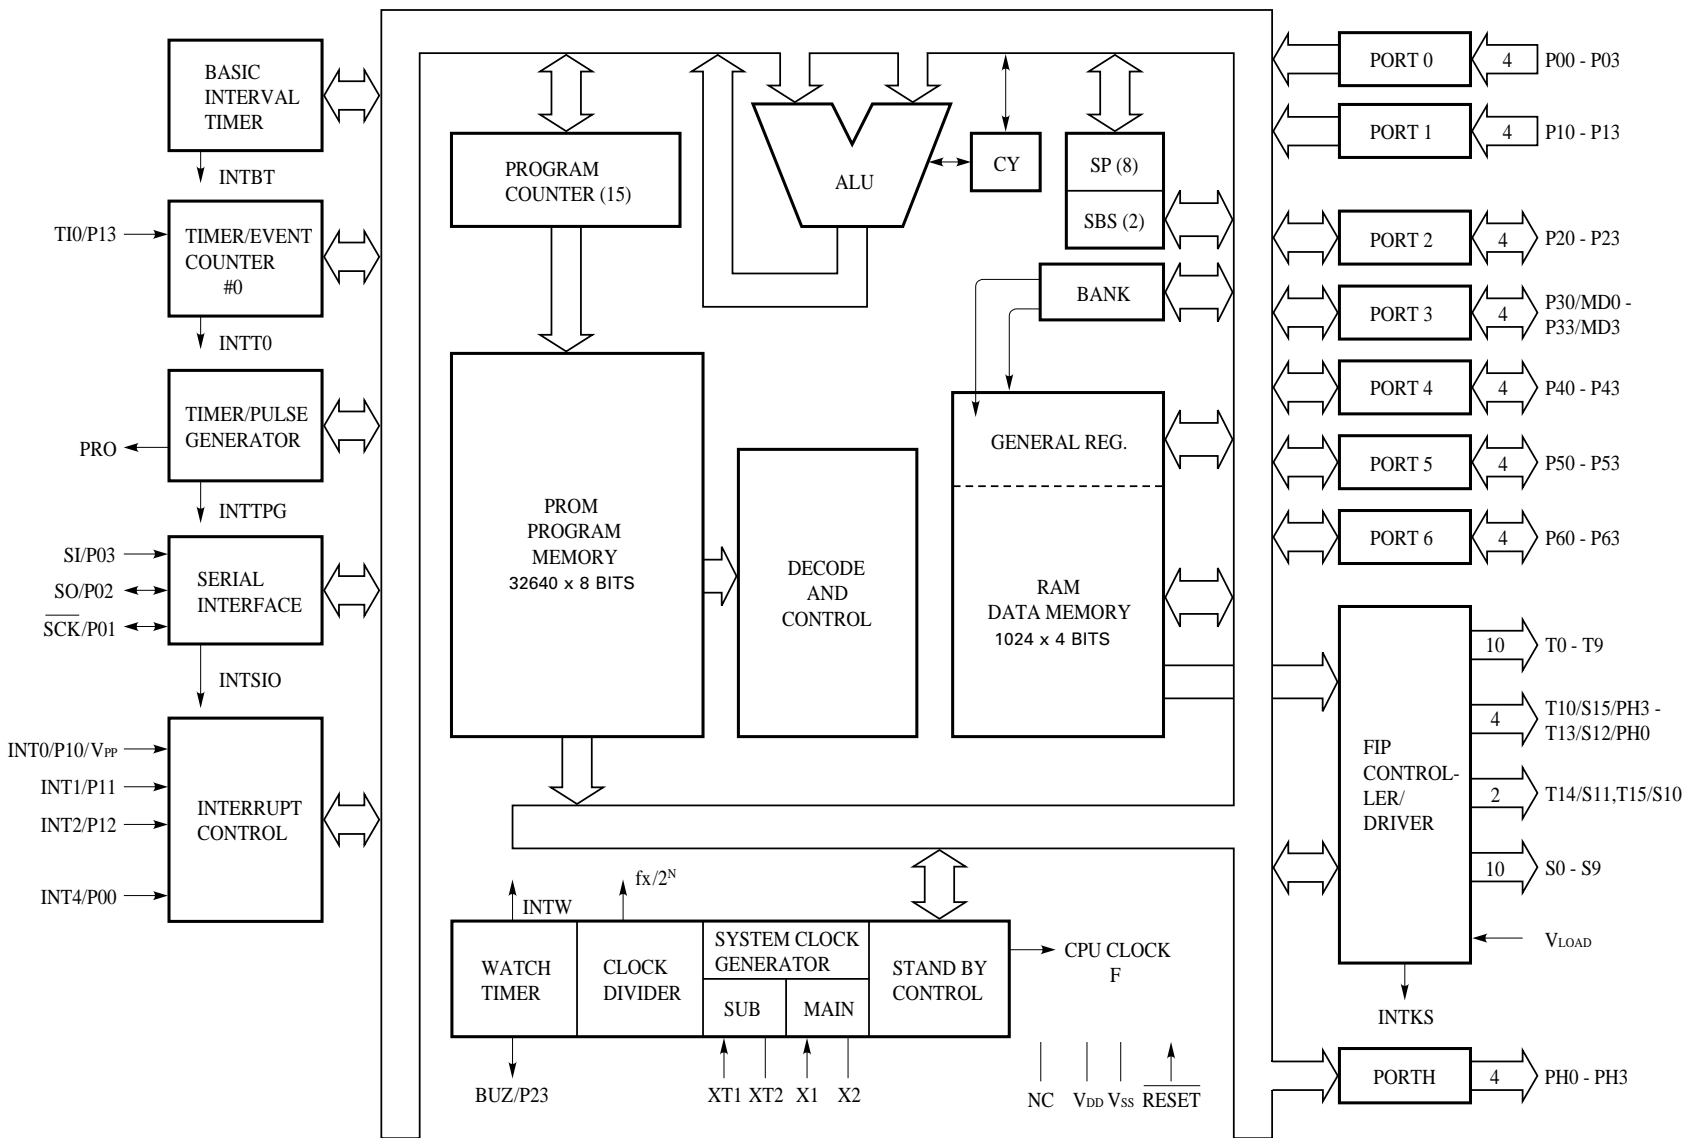 BASIC
INTERVAL
TIMER
INTBT
TI0/P13
TIMER/EVENT
COUNTER
#0
INTT0
TIMER/PULSE
GENERATOR
PRO
INTTPG
SI/P03
SO/P02
SCK/P01
SERIAL
INTERFACE
INTSIO
INT0/P10/VPP
INT1/P11
INT2/P12
INT4/P00
INTERRUPT
CONTROL
PROGRAM
COUNTER (15)
ALU
CY
SP (8)
SBS (2)
BANK
PROM
PROGRAM
MEMORY
32640 x 8 BITS
DECODE
AND
CONTROL
GENERAL REG.
RAM
DATA MEMORY
1024 x 4 BITS
INTW
fx/2N
WATCH
TIMER
CLOCK
DIVIDER
SYSTEM CLOCK
GENERATOR
SUB
MAIN
STAND BY
CONTROL
CPU CLOCK
F
BUZ/P23
XT1
XT2
X1
X2
NC
VDD
VSS
RESET
PORT 0
4
P00 - P03
PORT 1
4
P10 - P13
PORT 2
4
P20 - P23
PORT 3
4
P30/MD0 -
P33/MD3
PORT 4
4
P40 - P43
PORT 5
4
P50 - P53
PORT 6
4
P60 - P63
FIP
CONTROL-
LER/
DRIVER
10
T0 - T9
4
T10/S15/PH3 -
T13/S12/PH0
2
T14/S11,T15/S10
10
S0 - S9
VLOAD
INTKS
PORTH
4
PH0 - PH3